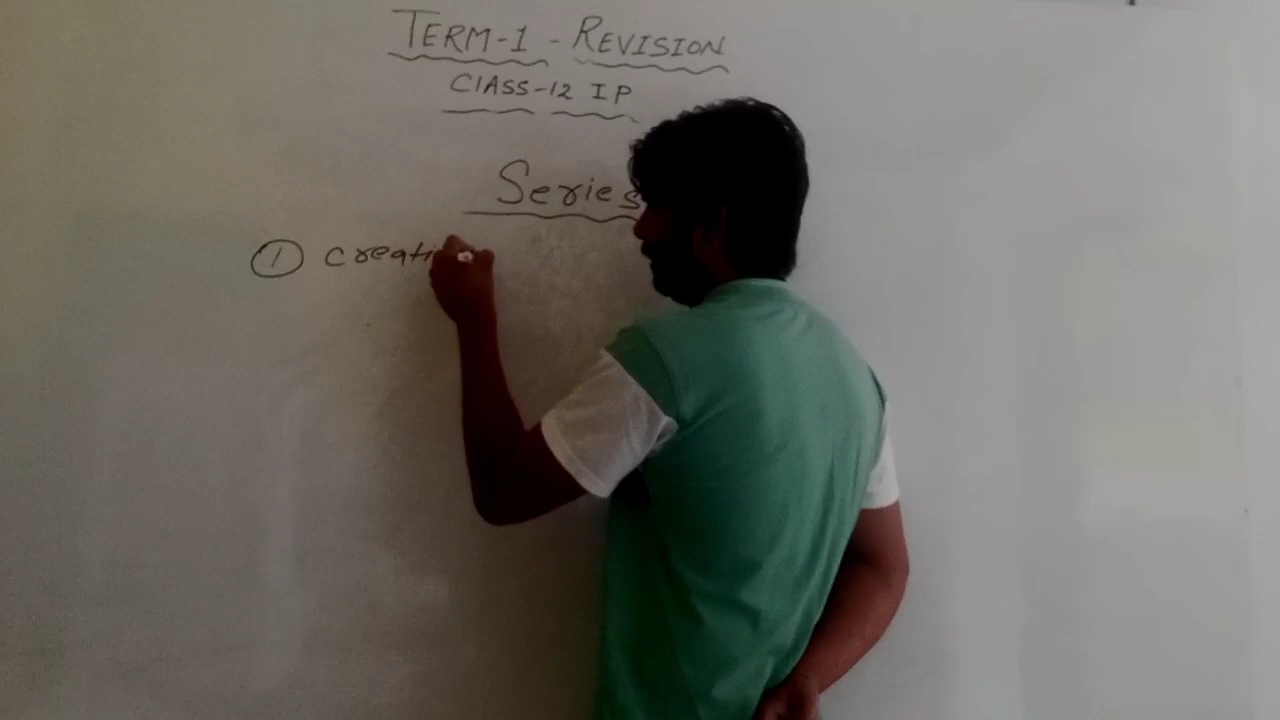 TERM-1 - REVISION
CLASS-12 IP
Series
① creati